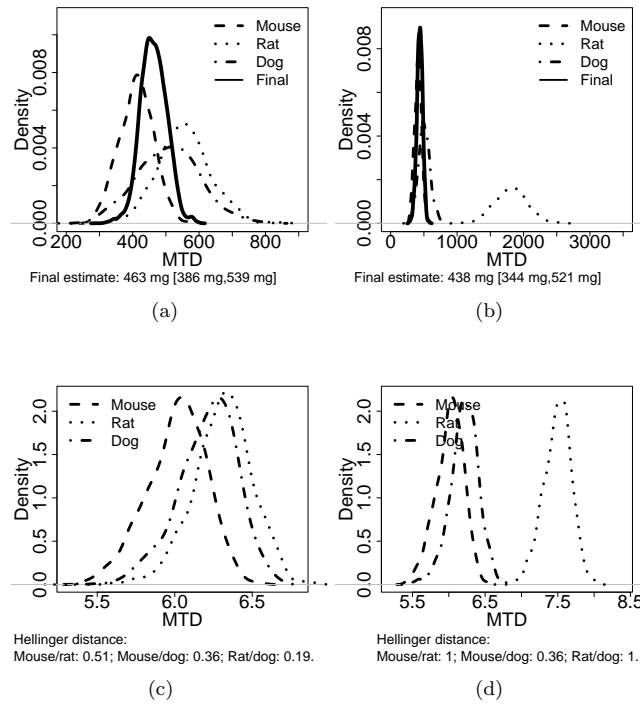 Mouse
Rat
Dog
Final
Density
0.000 0.004 0.008
200 400 600 800
MTD
Final estimate: 463 mg [386 mg,539 mg]
(a)
Mouse
Rat
Dog
Final
Density
0.000 0.004 0.008
0 1000 2000 3000
MTD
Final estimate: 438 mg [344 mg,521 mg]
(b)
Mouse
Rat
Dog
Density
0.0 0.5 1.0 1.5 2.0
5.5 6.0 6.5
MTD
Hellinger distance:
Mouse/rat: 0.51; Mouse/dog: 0.36; Rat/dog: 0.19.
(c)
Mouse
Rat
Dog
Density
0.0 0.5 1.0 1.5 2.0
5.5 6.5 7.5 8.5
MTD
Hellinger distance:
Mouse/rat: 1; Mouse/dog: 0.36; Rat/dog: 1.
(d)